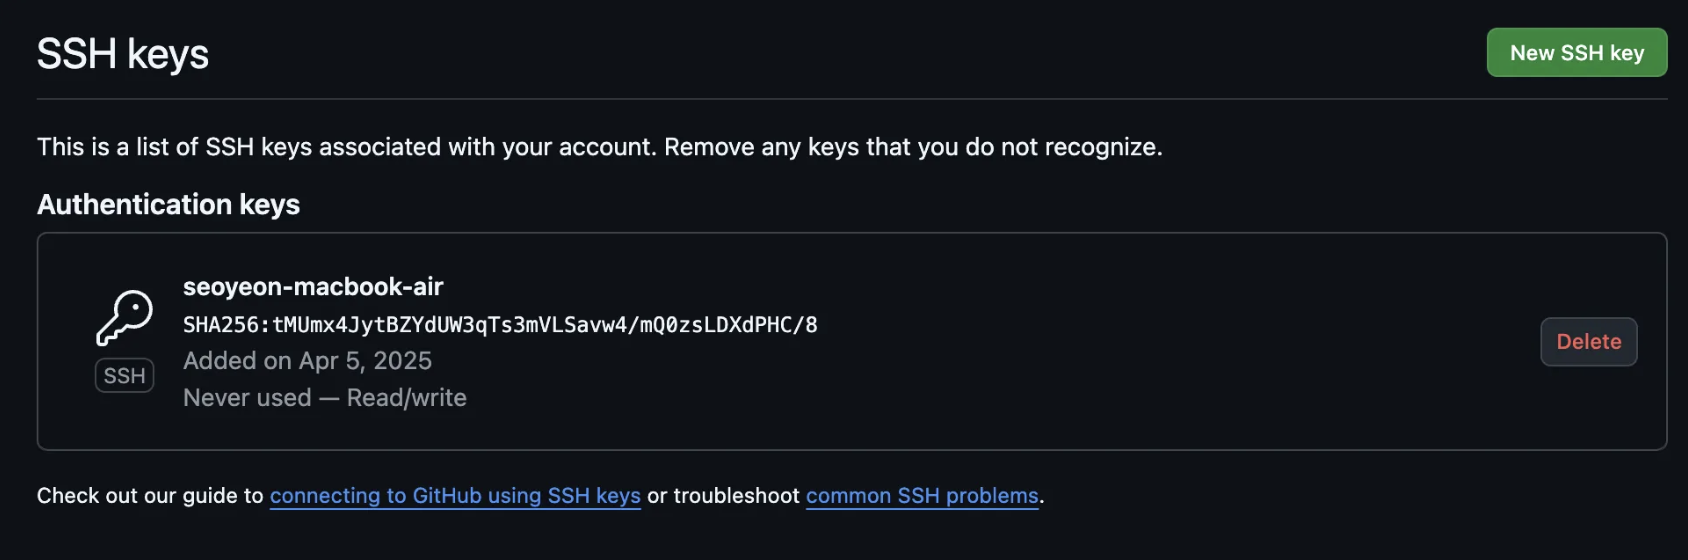 SSH keys
New SSH key
This is a list of SSH keys associated with your account. Remove any keys that you do not recognize.
Authentication keys
seoyeon-macbook-air
SHA256:tMUmx4JytBZYdUW3qTs3mVLSavw4/mQ0zsLDXdPHC/8
Added on Apr 5, 2025
Never used — Read/write
SSH
Delete
Check out our guide to connecting to GitHub using SSH keys or troubleshoot common SSH problems.